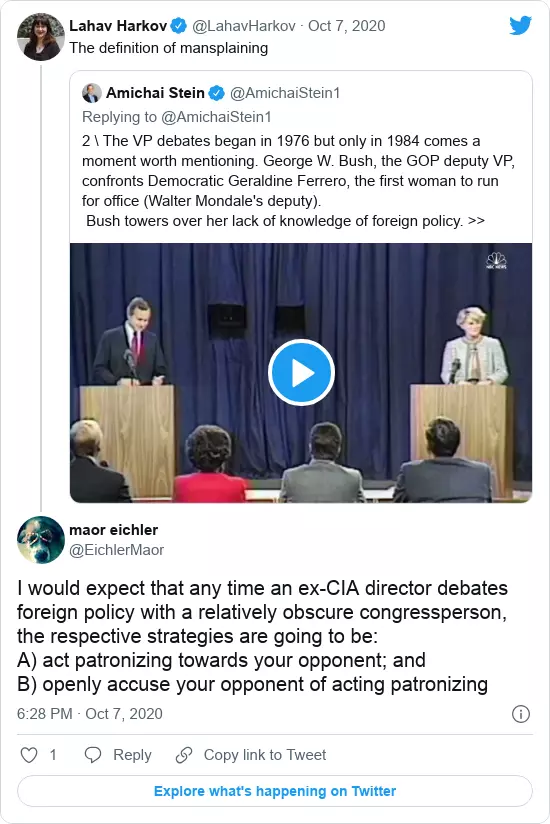 Lahav Harkov @LahavHarkov · Oct 7, 2020
The definition of mansplaining
Amichai Stein @AmichaiStein1
Replying to @AmichaiStein1
2 \ The VP debates began in 1976 but only in 1984 comes a
moment worth mentioning. George W. Bush, the GOP deputy VP,
confronts Democratic Geraldine Ferrero, the first woman to run
for office (Walter Mondale's deputy).
Bush towers over her lack of knowledge of foreign policy. >>
NBC NEWS
maor eichler
@EichlerMaor
I would expect that any time an ex-CIA director debates
foreign policy with a relatively obscure congressperson,
the respective strategies are going to be:
A) act patronizing towards your opponent; and
B) openly accuse your opponent of acting patronizing
6:28 PM · Oct 7, 2020
1 Reply Copy link to Tweet
Explore what's happening on Twitter